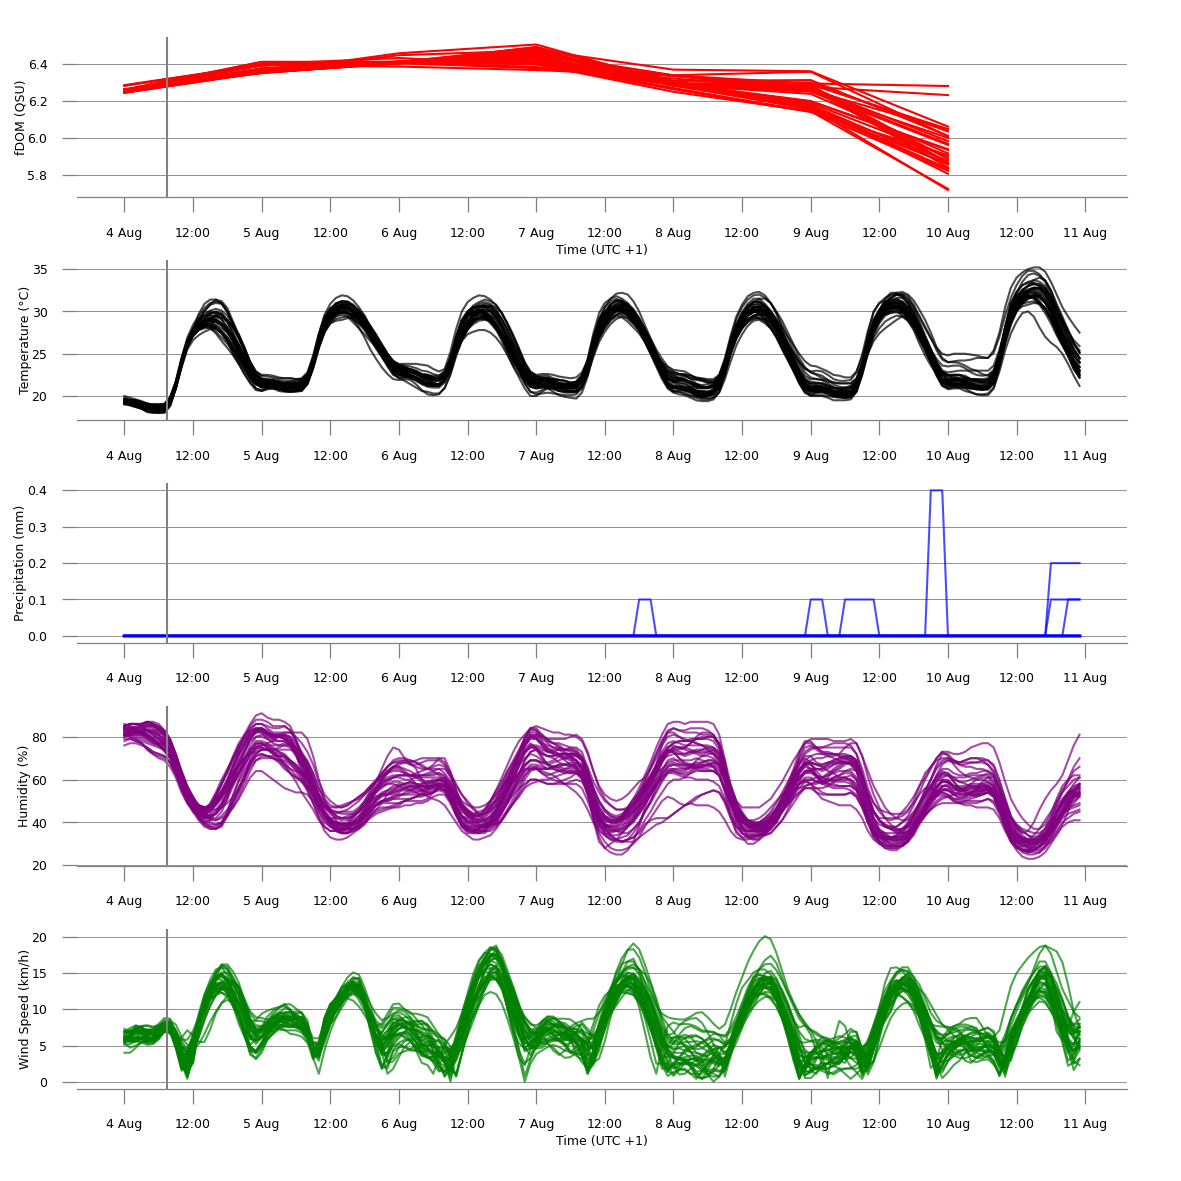 6.4
6.2
6.0
5.8
fDOM (QSU)
4 Aug 12:00 5 Aug 12:00 6 Aug 12:00 7 Aug 12:00 8 Aug 12:00 9 Aug 12:00 10 Aug 12:00 11 Aug
Time (UTC +1)
35
30
25
20
Temperature (°C)
4 Aug 12:00 5 Aug 12:00 6 Aug 12:00 7 Aug 12:00 8 Aug 12:00 9 Aug 12:00 10 Aug 12:00 11 Aug
0.4
0.3
0.2
0.1
0.0
Precipitation (mm)
4 Aug 12:00 5 Aug 12:00 6 Aug 12:00 7 Aug 12:00 8 Aug 12:00 9 Aug 12:00 10 Aug 12:00 11 Aug
80
60
40
20
Humidity (%)
4 Aug 12:00 5 Aug 12:00 6 Aug 12:00 7 Aug 12:00 8 Aug 12:00 9 Aug 12:00 10 Aug 12:00 11 Aug
20
15
10
5
0
Wind Speed (km/h)
4 Aug 12:00 5 Aug 12:00 6 Aug 12:00 7 Aug 12:00 8 Aug 12:00 9 Aug 12:00 10 Aug 12:00 11 Aug
Time (UTC +1)